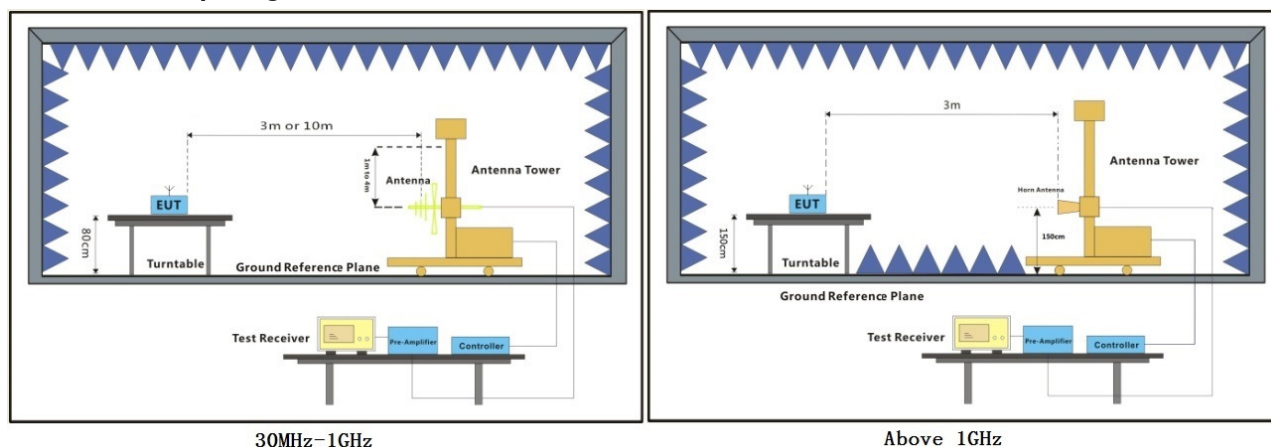 3m or 10m
1m to 4m
Antenna
Antenna Tower
EUT
80cm
Turntable
Ground Reference Plane
Test Receiver
Pre-Amplifier
Controller
30MHz-1GHz
3m
Antenna Tower
Horn Antenna
EUT
150cm
150cm
Turntable
Ground Reference Plane
Test Receiver
Pre-Amplifier
Controller
Above 1GHz